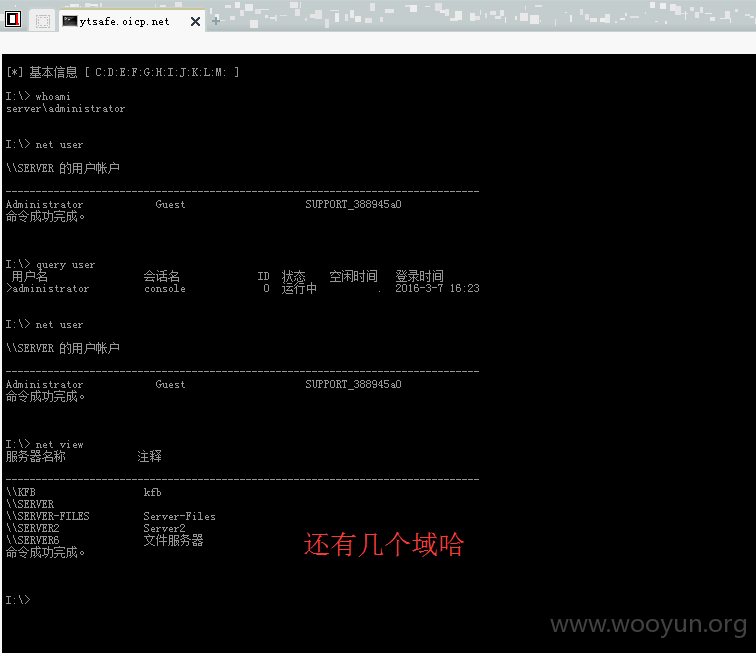 ytsafe.oicp.net
[*] 基本信息 [ C:D:E:F:G:H:I:J:K:L:M: ]
I:\> whoami
server\administrator
I:\> net user
\\SERVER 的用户帐户
-------------------------------------------------------------------------------
Administrator Guest SUPPORT_388945a0
命令成功完成。
I:\> query user
用户名 会话名 ID 状态 空闲时间 登录时间
>administrator console 0 运行中 . 2016-3-7 16:23
I:\> net user
\\SERVER 的用户帐户
-------------------------------------------------------------------------------
Administrator Guest SUPPORT_388945a0
命令成功完成。
I:\> net view
服务器名称 注释
-------------------------------------------------------------------------------
\\KFB kfb
\\SERVER
\\SERVER-FILES Server-Files
\\SERVER2 Server2
\\SERVER6 文件服务器
命令成功完成。
还有几个域哈
I:\>
www.wooyun.org